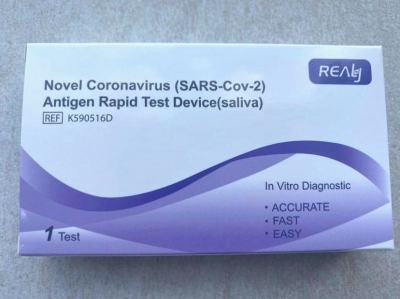 REALY
Novel Coronavirus (SARS-Cov-2)
Antigen Rapid Test Device(saliva)
REF K590516D
In Vitro Diagnostic
• ACCURATE
• FAST
• EASY
1 Test